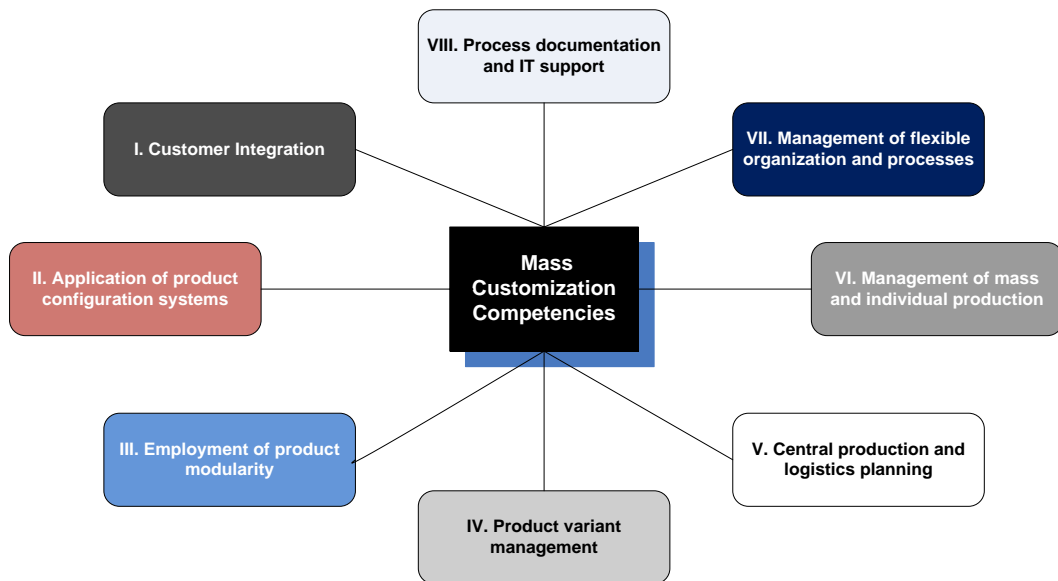 VIII. Process documentation
and IT support
I. Customer Integration
VII. Management of flexible
organization and processes
II. Application of product
configuration systems
Mass
Customization
Competencies
VI. Management of mass
and individual production
III. Employment of product
modularity
V. Central production and
logistics planning
IV. Product variant
management